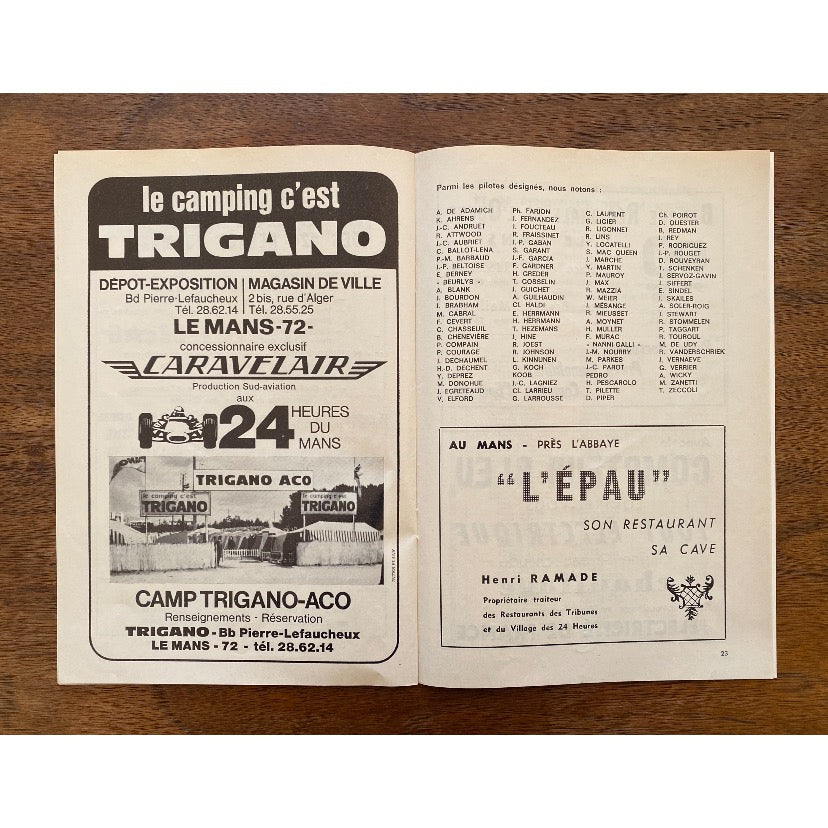 le camping c'est
TRIGANO
DÉPOT-EXPOSITION
Bd Pierre-Lefaucheux
Tél. 28.62.14
MAGASIN DE VILLE
2 bis, rue d'Alger
Tél. 28.55.25
LE MANS -72-
concessionnaire exclusif
CARAVELAIR
Production Sud-aviation
aux
24 HEURES
DU
MANS
TRIGANO ACO
le camping c'est
TRIGANO
le camping c'est
TRIGANO
CAMP TRIGANO-ACO
Renseignements - Réservation
TRIGANO - Bb Pierre-Lefaucheux
LE MANS - 72 - tél. 28.62.14
Parmi les pilotes désignés, nous notons :
A. DE ADAMICH
K. AHRENS
J.-C. ANDRUET
R. ATTWOOD
J.C. AUBRIET
C. BALLOT-LENA
P.-M. BARBAUD
J.-P. BELTOISE
E. BERNEY
« BEURLYS »
A. BLANK
J. BOURDON
J. BRABHAM
M. CABRAL
F. CEVERT
C. CHASSEUIL
B. CHENEVIÈRE
P. COMPAIN
P. COURAGE
J. DECHAUMEL
H.-D. DECHENT
Y. DEPREZ
M. DONOHUE
J. EGRETEAUD
V. ELFORD
Ph. FARJON
J. FERNANDEZ
J. FOUCTEAU
R. FRAISSINET
J.-P. GABAN
S. GARANT
J.-F. GARCIA
F. GARDNER
H. GREDER
T. GOSSELIN
J. GUICHET
A. GUILHAUDIN
Cl. HALDI
E. HERRMANN
H. HERRMANN
T. HEZEMANS
J. HINE
R. JOEST
R. JOHNSON
L. KINNUNEN
G. KOCH
KOOB
J.-C. LAGNIEZ
Cl. LARRIEU
G. LARROUSSE
C. LAURENT
G. LIGIER
R. LIGONNET
R. LINS
Y. LOCATELLI
S. MAC QUEEN
J. MARCHE
Y. MARTIN
P. MAUROY
J. MAX
R. MAZZIA
W. MEIER
J. MESANGE
R. MIEUSSET
A. MOYNET
H. MULLER
F. MURAC
« NANNI GALLI »
J.-M. NOURRY
M. PARKES
J.-C. PAROT
PEDRO
H. PESCAROLO
T. PILETTE
D. PIPER
Ch. POIROT
D. QUESTER
B. REDMAN
J. REY
P. RODRIGUEZ
J.-P. ROUGET
D. ROUVEYRAN
T. SCHENKEN
J. SERVOZ-GAVIN
J. SIFFERT
E. SINDEL
J. SKAILES
A. SOLER-ROIG
J. STEWART
R. STOMMELEN
P. TAGGART
R. TOUROUL
M. DE UDY
R. VANDERSCHRIEK
J. VERNAEVE
G. VERRIER
A. WICKY
M. ZANETTI
T. ZECCOLI
AU MANS - PRÈS L'ABBAYE
"L'ÉPAU"
SON RESTAURANT
SA CAVE
Henri RAMADE
Propriétaire traiteur
des Restaurants des Tribunes
et du Village des 24 Heures
23